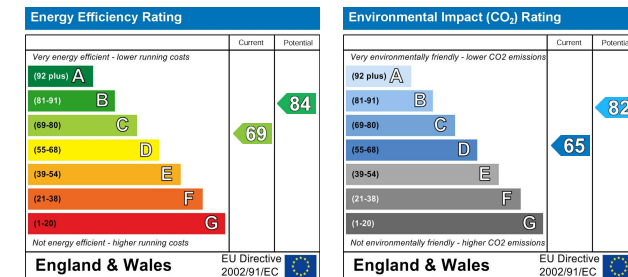 Energy Efficiency Rating
Current Potential
Very energy efficient - lower running costs
(92 plus) A
(81-91) B
84
(69-80) C
69
(55-68) D
(39-54) E
(21-38) F
(1-20) G
Not energy efficient - higher running costs
England & Wales
EU Directive
2002/91/EC
Environmental Impact (CO₂) Rating
Current Potential
Very environmentally friendly - lower CO2 emissions
(92 plus) A
(81-91) B
82
(69-80) C
(55-68) D
65
(39-54) E
(21-38) F
(1-20) G
Not environmentally friendly - higher CO2 emissions
England & Wales
EU Directive
2002/91/EC